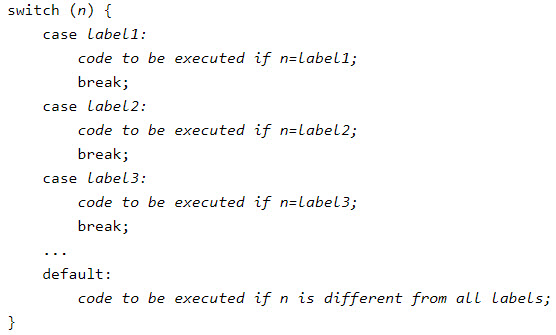 switch (n) {
    case label1:
        code to be executed if n=label1;
        break;
    case label2:
        code to be executed if n=label2;
        break;
    case label3:
        code to be executed if n=label3;
        break;
    ...
    default:
        code to be executed if n is different from all labels;
}